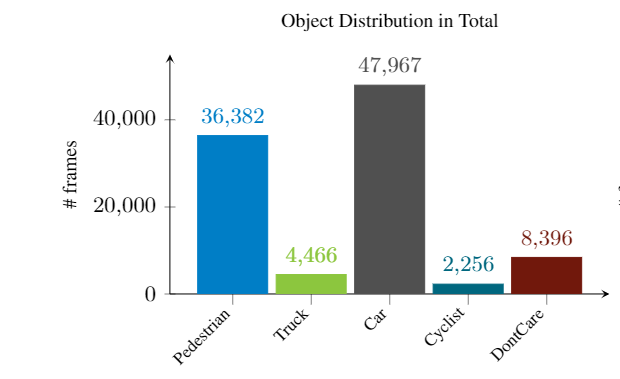 Object Distribution in Total
# frames
40,000
20,000
0
36,382
4,466
47,967
2,256
8,396
Pedestrian
Truck
Car
Cyclist
DontCare